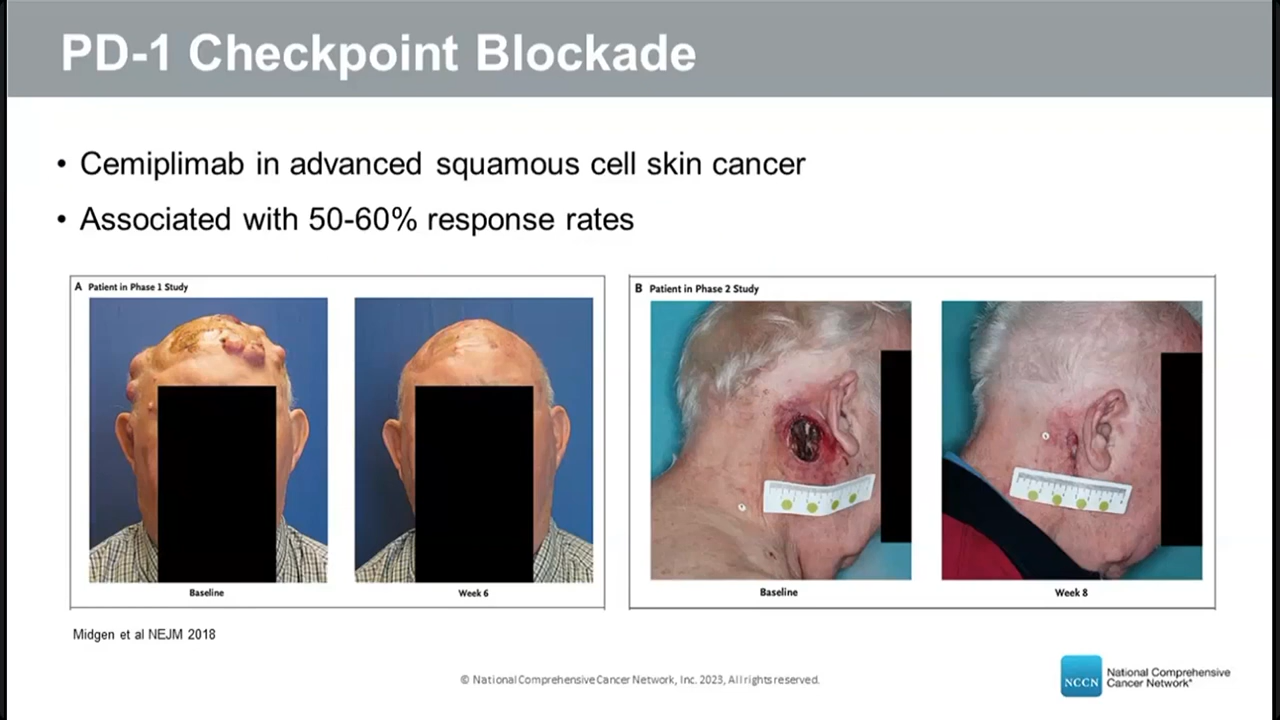 PD-1 Checkpoint Blockade
• Cemiplimab in advanced squamous cell skin cancer
• Associated with 50-60% response rates
A Patient in Phase 1 Study
Baseline
Week 6
B Patient in Phase 2 Study
Baseline
Week 8
Midgen et al NEJM 2018
© National Comprehensive Cancer Network, Inc. 2023, All rights reserved.
NCCN
National Comprehensive
Cancer Network®